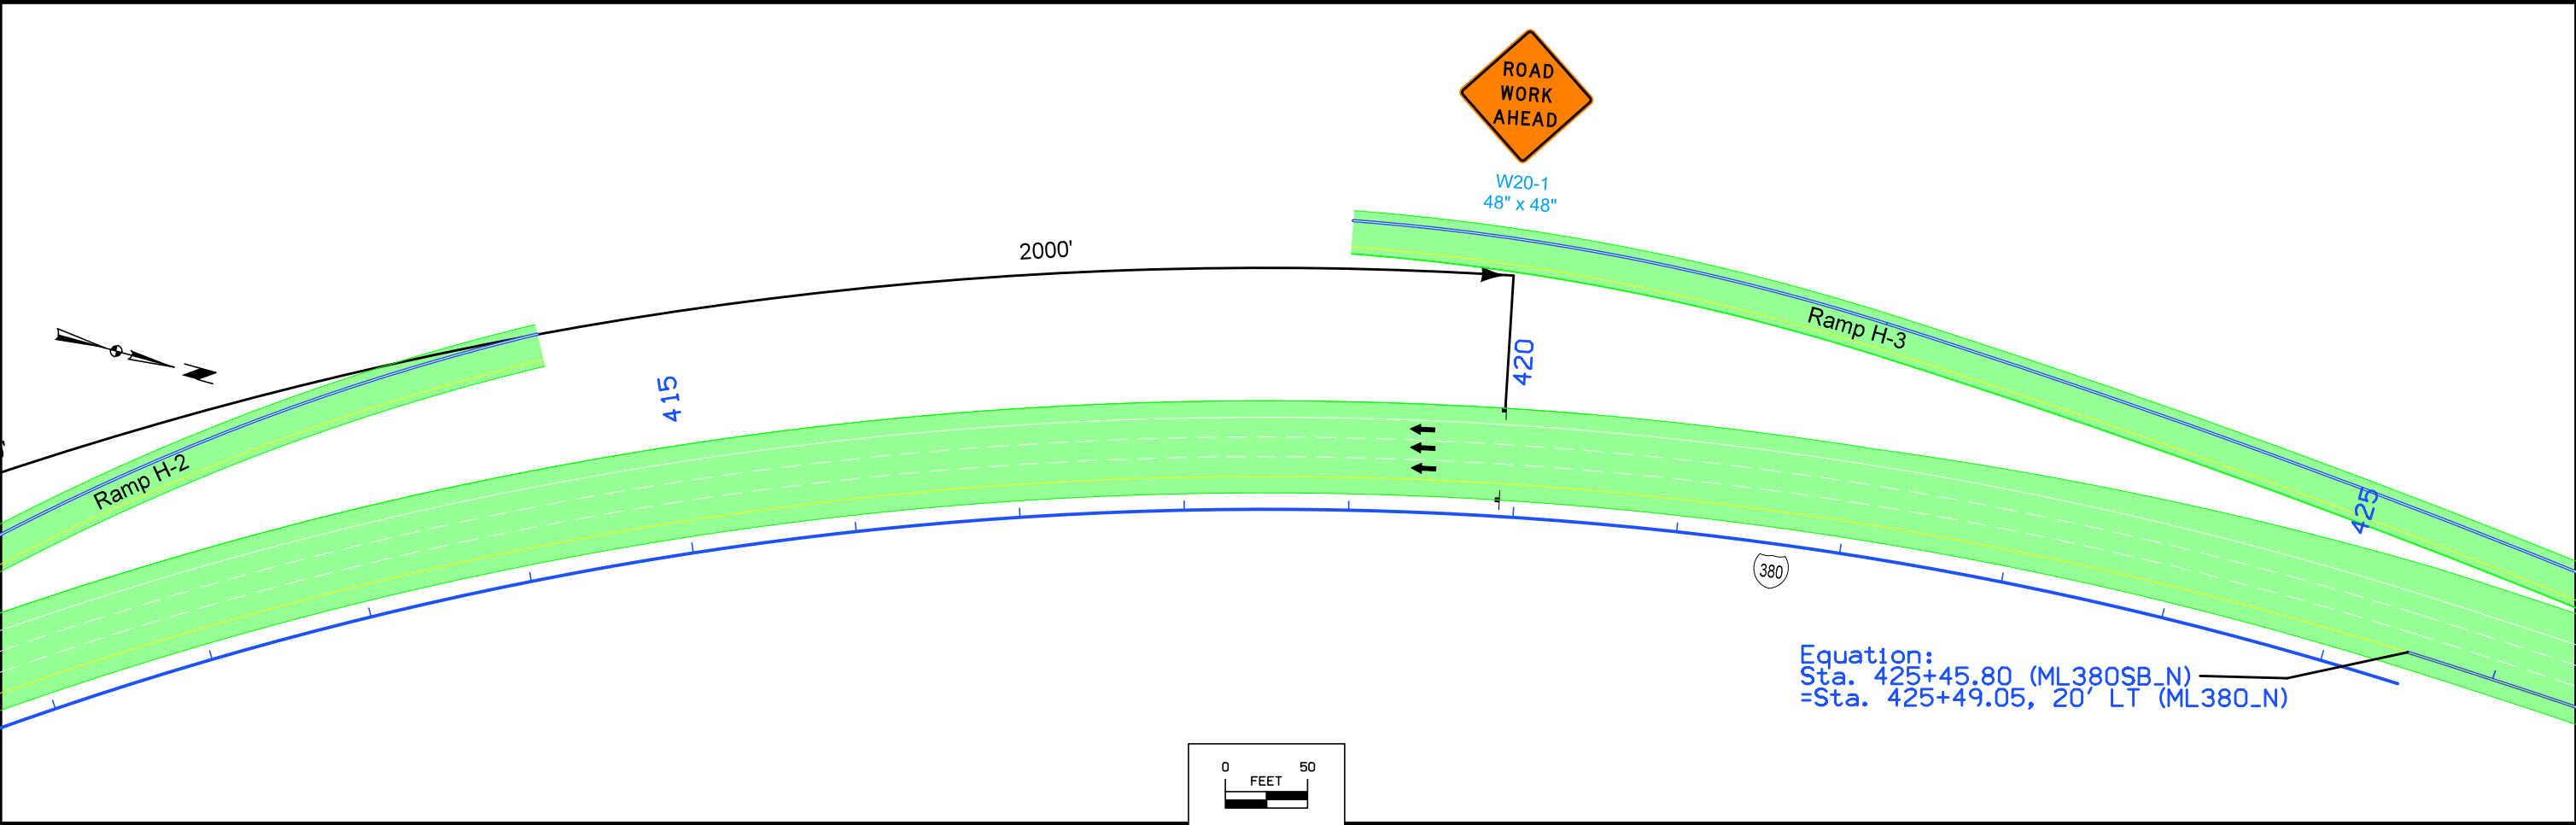 ROAD
WORK
AHEAD
W20-1
48" x 48"
2000'
Ramp H-3
420
415
Ramp H-2
425
380
Equation:
Sta. 425+45.80 (ML380SB_N)
=Sta. 425+49.05, 20' LT (ML380_N)
0 50
FEET